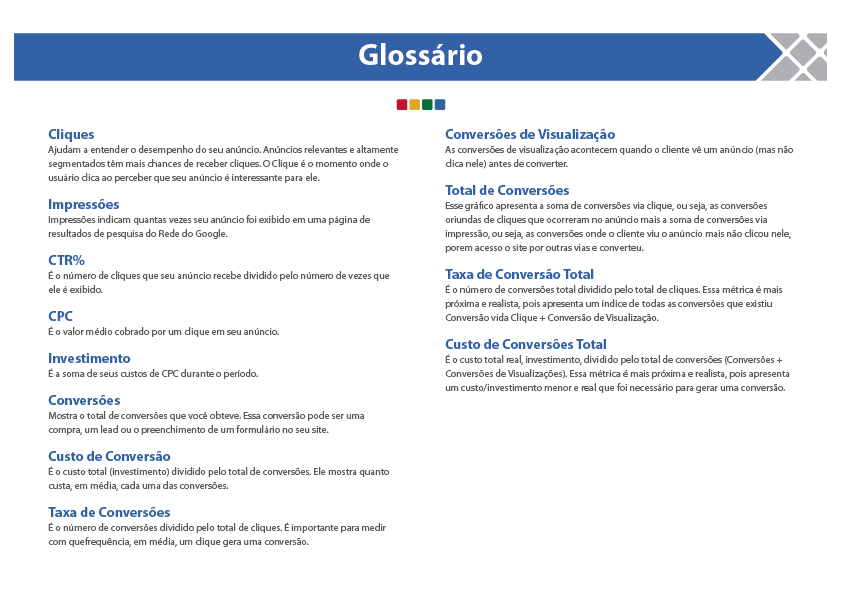 Glossário
Cliques
Ajudam a entender o desempenho do seu anúncio. Anúncios relevantes e altamente
segmentados têm mais chances de receber cliques. O Clique é o momento onde o
usuário clica ao perceber que seu anúncio é interessante para ele.
Impressões
Impressões indicam quantas vezes seu anúncio foi exibido em uma página de
resultados de pesquisa do Rede do Google.
CTR%
É o número de cliques que seu anúncio recebe dividido pelo número de vezes que
ele é exibido.
CPC
É o valor médio cobrado por um clique em seu anúncio.
Investimento
É a soma de seus custos de CPC durante o período.
Conversões
Mostra o total de conversões que você obteve. Essa conversão pode ser uma
compra, um lead ou o preenchimento de um formulário no seu site.
Custo de Conversão
É o custo total (investimento) dividido pelo total de conversões. Ele mostra quanto
custa, em média, cada uma das conversões.
Taxa de Conversões
É o número de conversões dividido pelo total de cliques. É importante para medir
com quefrequência, em média, um clique gera uma conversão.
Conversões de Visualização
As conversões de visualização acontecem quando o cliente vê um anúncio (mas não
clica nele) antes de converter.
Total de Conversões
Esse gráfico apresenta a soma de conversões via clique, ou seja, as conversões
oriundas de cliques que ocorreram no anúncio mais a soma de conversões via
impressão, ou seja, as conversões onde o cliente viu o anúncio mais não clicou nele,
porem acesso o site por outras vias e converteu.
Taxa de Conversão Total
É o número de conversões total dividido pelo total de cliques. Essa métrica é mais
próxima e realista, pois apresenta um índice de todas as conversões que existiu
Conversão vida Clique + Conversão de Visualização.
Custo de Conversões Total
É o custo total real, investimento, dividido pelo total de conversões (Conversões +
Conversões de Visualizações). Essa métrica é mais próxima e realista, pois apresenta
um custo/investimento menor e real que foi necessário para gerar uma conversão.